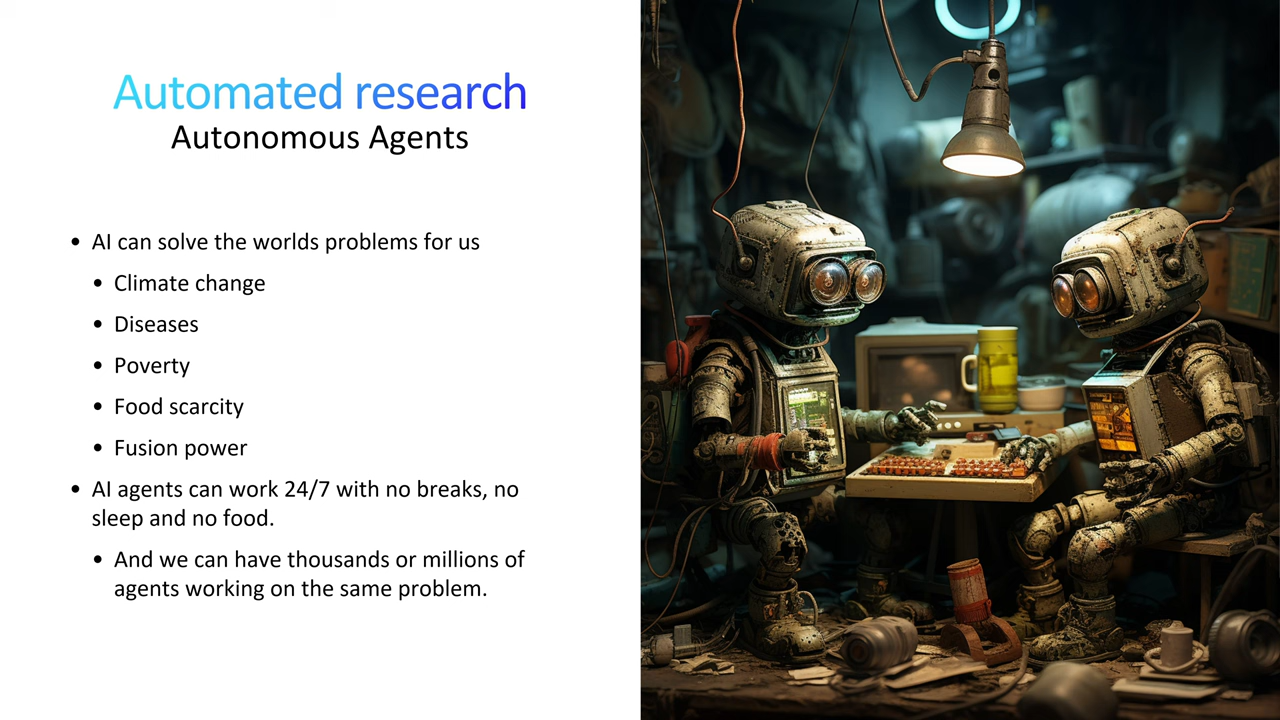 Automated research
Autonomous Agents
• AI can solve the worlds problems for us
• Climate change
• Diseases
• Poverty
• Food scarcity
• Fusion power
• AI agents can work 24/7 with no breaks, no
sleep and no food.
• And we can have thousands or millions of
agents working on the same problem.